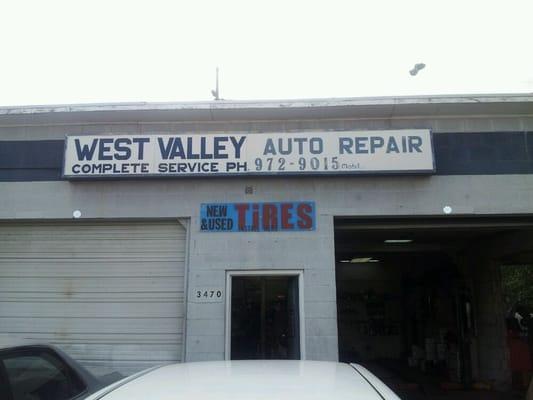 WEST VALLEY AUTO REPAIR
COMPLETE SERVICE PH. 972-9015
NEW
& USED TiRES
3470